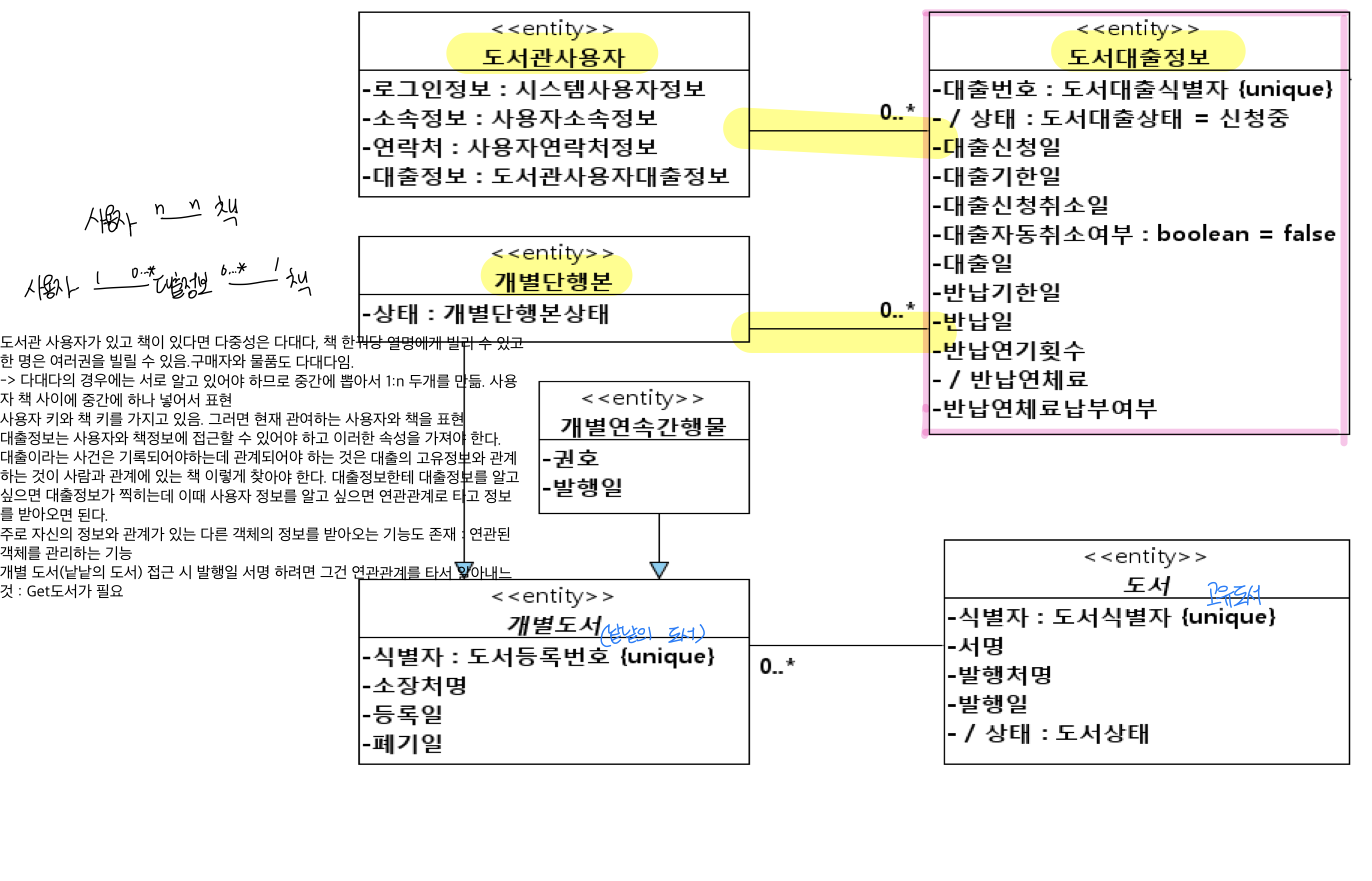 <<entity>>
도서관사용자
-로그인정보 : 시스템사용자정보
-소속정보 : 사용자소속정보
-연락처 : 사용자연락처정보
-대출정보 : 도서관사용자대출정보
0..*
<<entity>>
도서대출정보
-대출번호 : 도서대출식별자 {unique}
- / 상태 : 도서대출상태 = 신청중
-대출신청일
-대출기한일
-대출신청취소일
-대출자동취소여부 : boolean = false
-대출일
-반납기한일
-반납일
-반납연기횟수
- / 반납연체료
-반납연체료납부여부
사용자 n n 책
사용자 1 0..* 대출정보 0..* 1 책
<<entity>>
개별단행본
-상태 : 개별단행본상태
0..*
도서관 사용자가 있고 책이 있다면 다중성은 다대다, 책 한궈당 열명에게 빌리 수 있고
한 명은 여러권을 빌릴 수 있음.구매자와 물품도 다대다임.
-> 다대다의 경우에는 서로 알고 있어야 하므로 중간에 뽑아서 1:n 두개를 만듦. 사용
자 책 사이에 중간에 하나 넣어서 표현
사용자 키와 책 키를 가지고 있음. 그러면 현재 관여하는 사용자와 책을 표현
대출정보는 사용자와 책정보에 접근할 수 있어야 하고 이러한 속성을 가져야 한다.
대출이라는 사건은 기록되어야하는데 관계되어야 하는 것은 대출의 고유정보와 관계
하는 것이 사람과 관계에 있는 책 이렇게 찾아야 한다. 대출정보한테 대출정보를 알고
싶으면 대출정보가 찍히는데 이때 사용자 정보를 알고 싶으면 연관관계로 타고 정보
를 받아오면 된다.
주로 자신의 정보와 관계가 있는 다른 객체의 정보를 받아오는 기능도 존재 : 연관된
객체를 관리하는 기능
개별 도서(낱낱의 도서) 접근 시 발행일 서명 하려면 그건 연관관계를 타서 알아내느
것 : Get도서가 필요
<<entity>>
개별연속간행물
-권호
-발행일
<<entity>>
개별도서
(낱낱의 도서)
-식별자 : 도서등록번호 {unique}
-소장처명
-등록일
-폐기일
0..*
<<entity>>
도서
고유도서
-식별자 : 도서식별자 {unique}
-서명
-발행처명
-발행일
- / 상태 : 도서상태